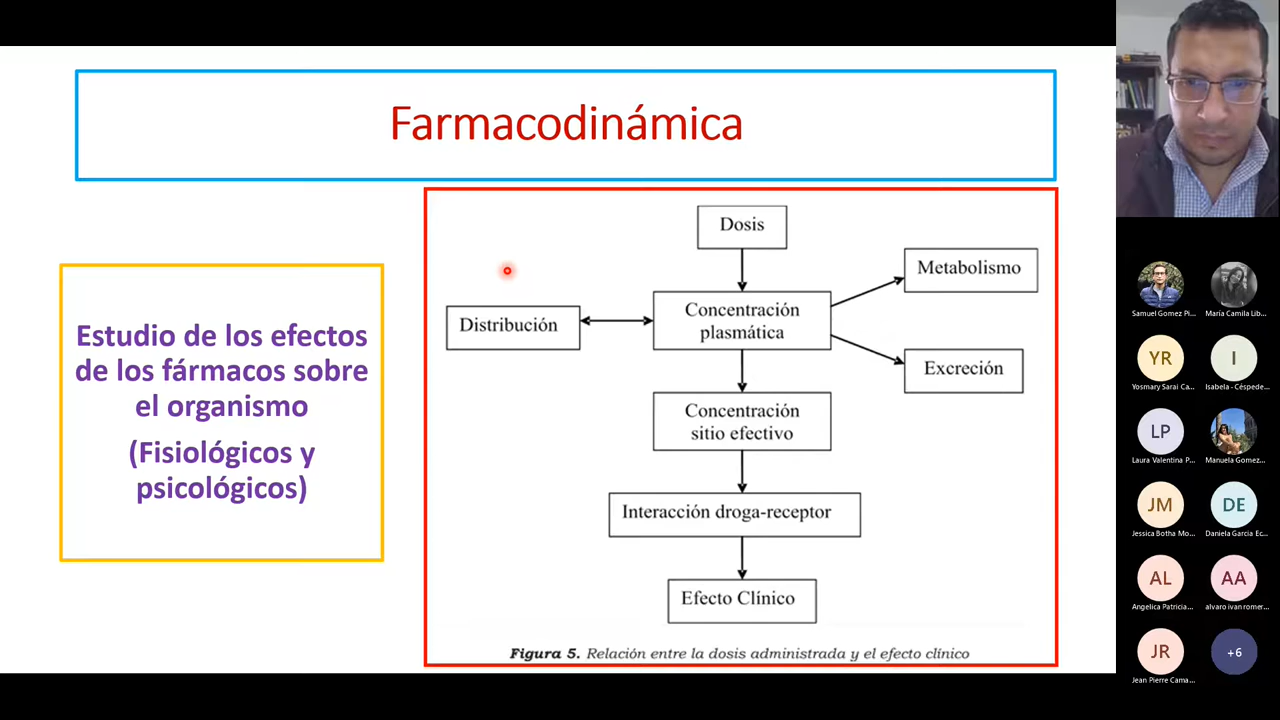 Farmacodinámica
Estudio de los efectos
de los fármacos sobre
el organismo
(Fisiológicos y
psicológicos)
Dosis
Metabolismo
Concentración
plasmática
Distribución
Excreción
Concentración
sitio efectivo
Interacción droga-receptor
Efecto Clínico
Figura 5. Relación entre la dosis administrada y el efecto clínico
Samuel Gomez Pi...
María Camila Lib...
YR
Yosmary Sarai Ca...
I
Isabela - Céspede...
LP
Laura Valentina P...
Manuela Gomez...
JM
Jessica Botha Mo...
DE
Daniela García Ec...
AL
Angelica Patricia...
AA
alvaro ivan romer...
JR
Jean Pierre Cama...
+6